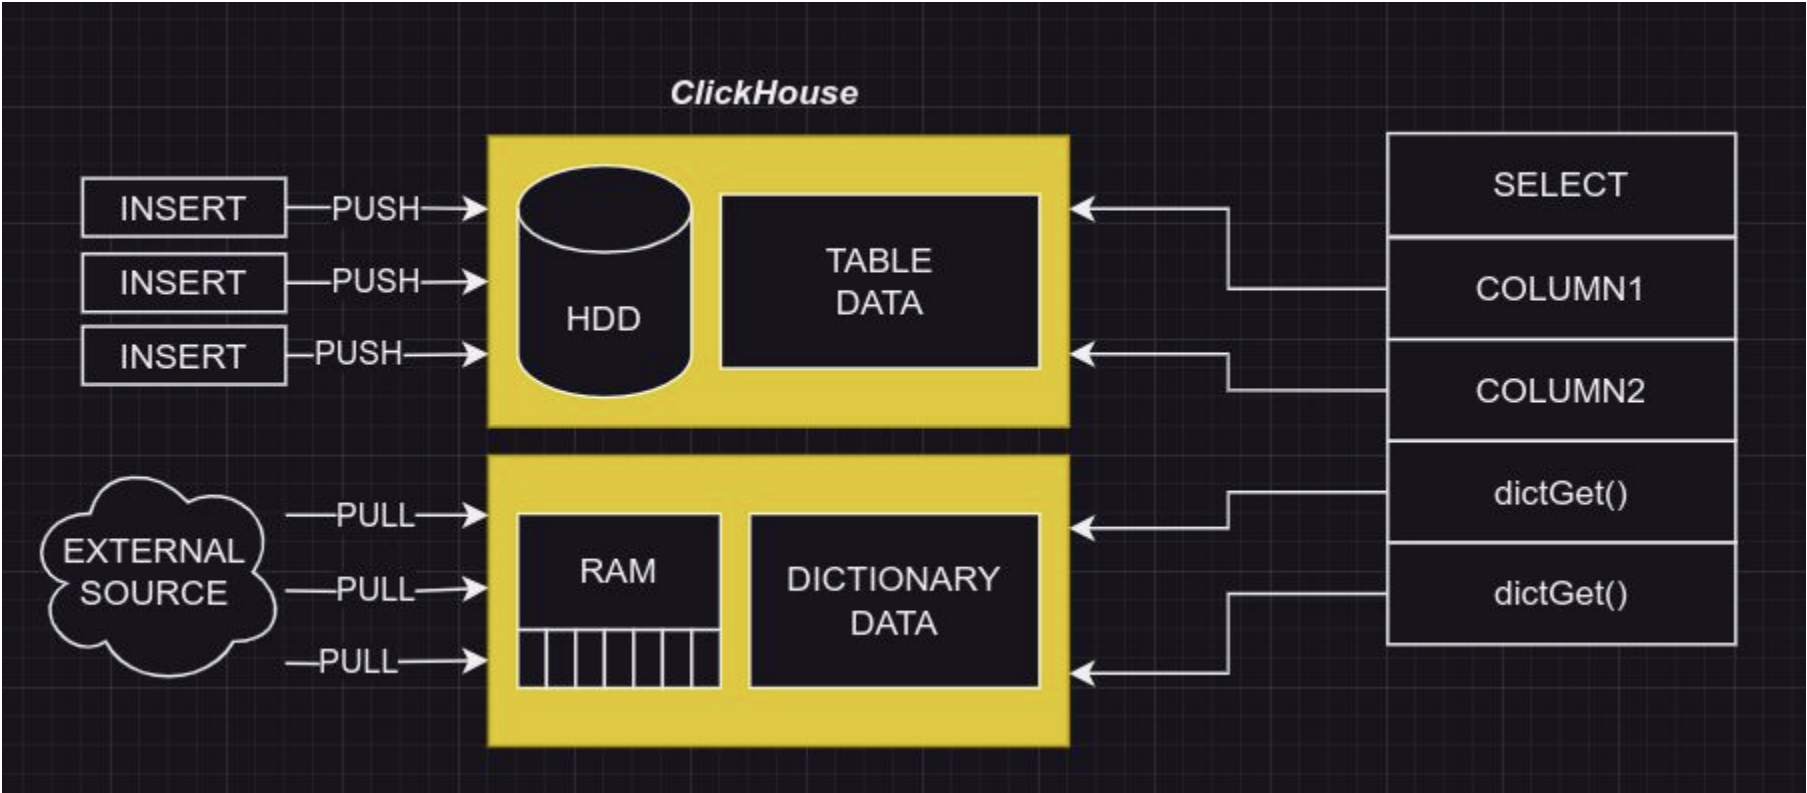 ClickHouse
INSERT
PUSH
INSERT
PUSH
INSERT
PUSH
HDD
TABLE
DATA
EXTERNAL
SOURCE
PULL
PULL
PULL
RAM
DICTIONARY
DATA
SELECT
COLUMN1
COLUMN2
dictGet()
dictGet()